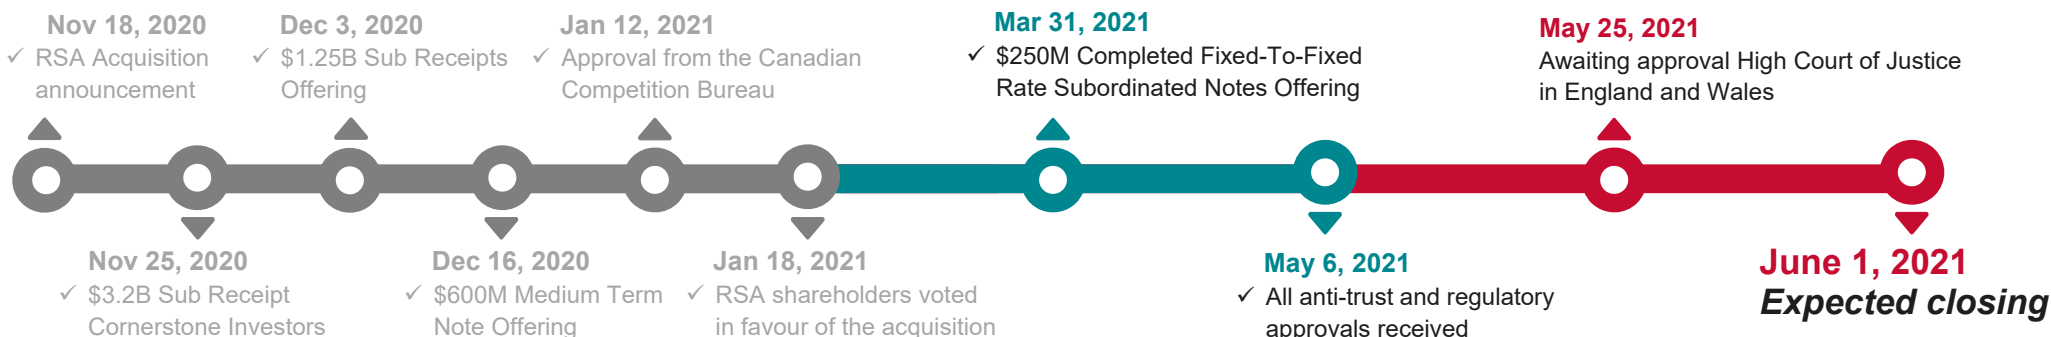 Nov 18, 2020
✓ RSA Acquisition
announcement
Dec 3, 2020
✓ $1.25B Sub Receipts
Offering
Jan 12, 2021
✓ Approval from the Canadian
Competition Bureau
Mar 31, 2021
✓ $250M Completed Fixed-To-Fixed
Rate Subordinated Notes Offering
May 25, 2021
Awaiting approval High Court of Justice
in England and Wales
Nov 25, 2020
✓ $3.2B Sub Receipt
Cornerstone Investors
Dec 16, 2020
✓ $600M Medium Term
Note Offering
Jan 18, 2021
✓ RSA shareholders voted
in favour of the acquisition
May 6, 2021
✓ All anti-trust and regulatory
approvals received
June 1, 2021
Expected closing